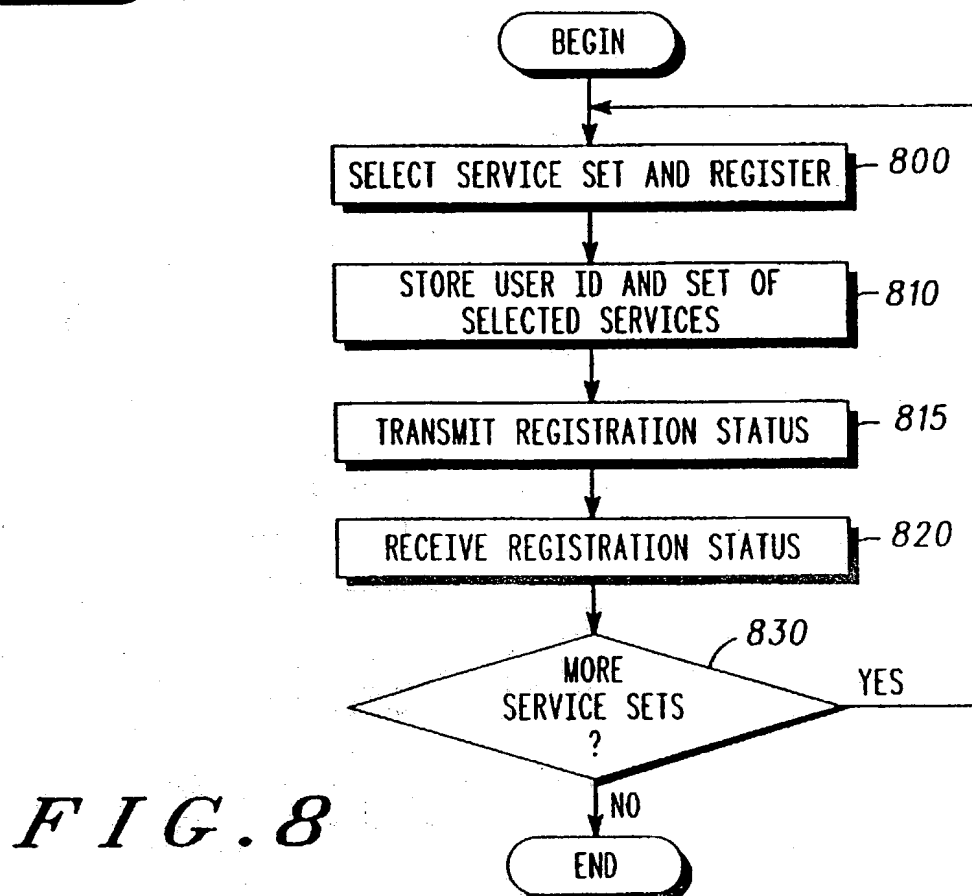 BEGIN
SELECT SERVICE SET AND REGISTER
800
STORE USER ID AND SET OF
SELECTED SERVICES
810
TRANSMIT REGISTRATION STATUS
815
RECEIVE REGISTRATION STATUS
820
830
MORE
SERVICE SETS
?
YES
NO
END
FIG.8